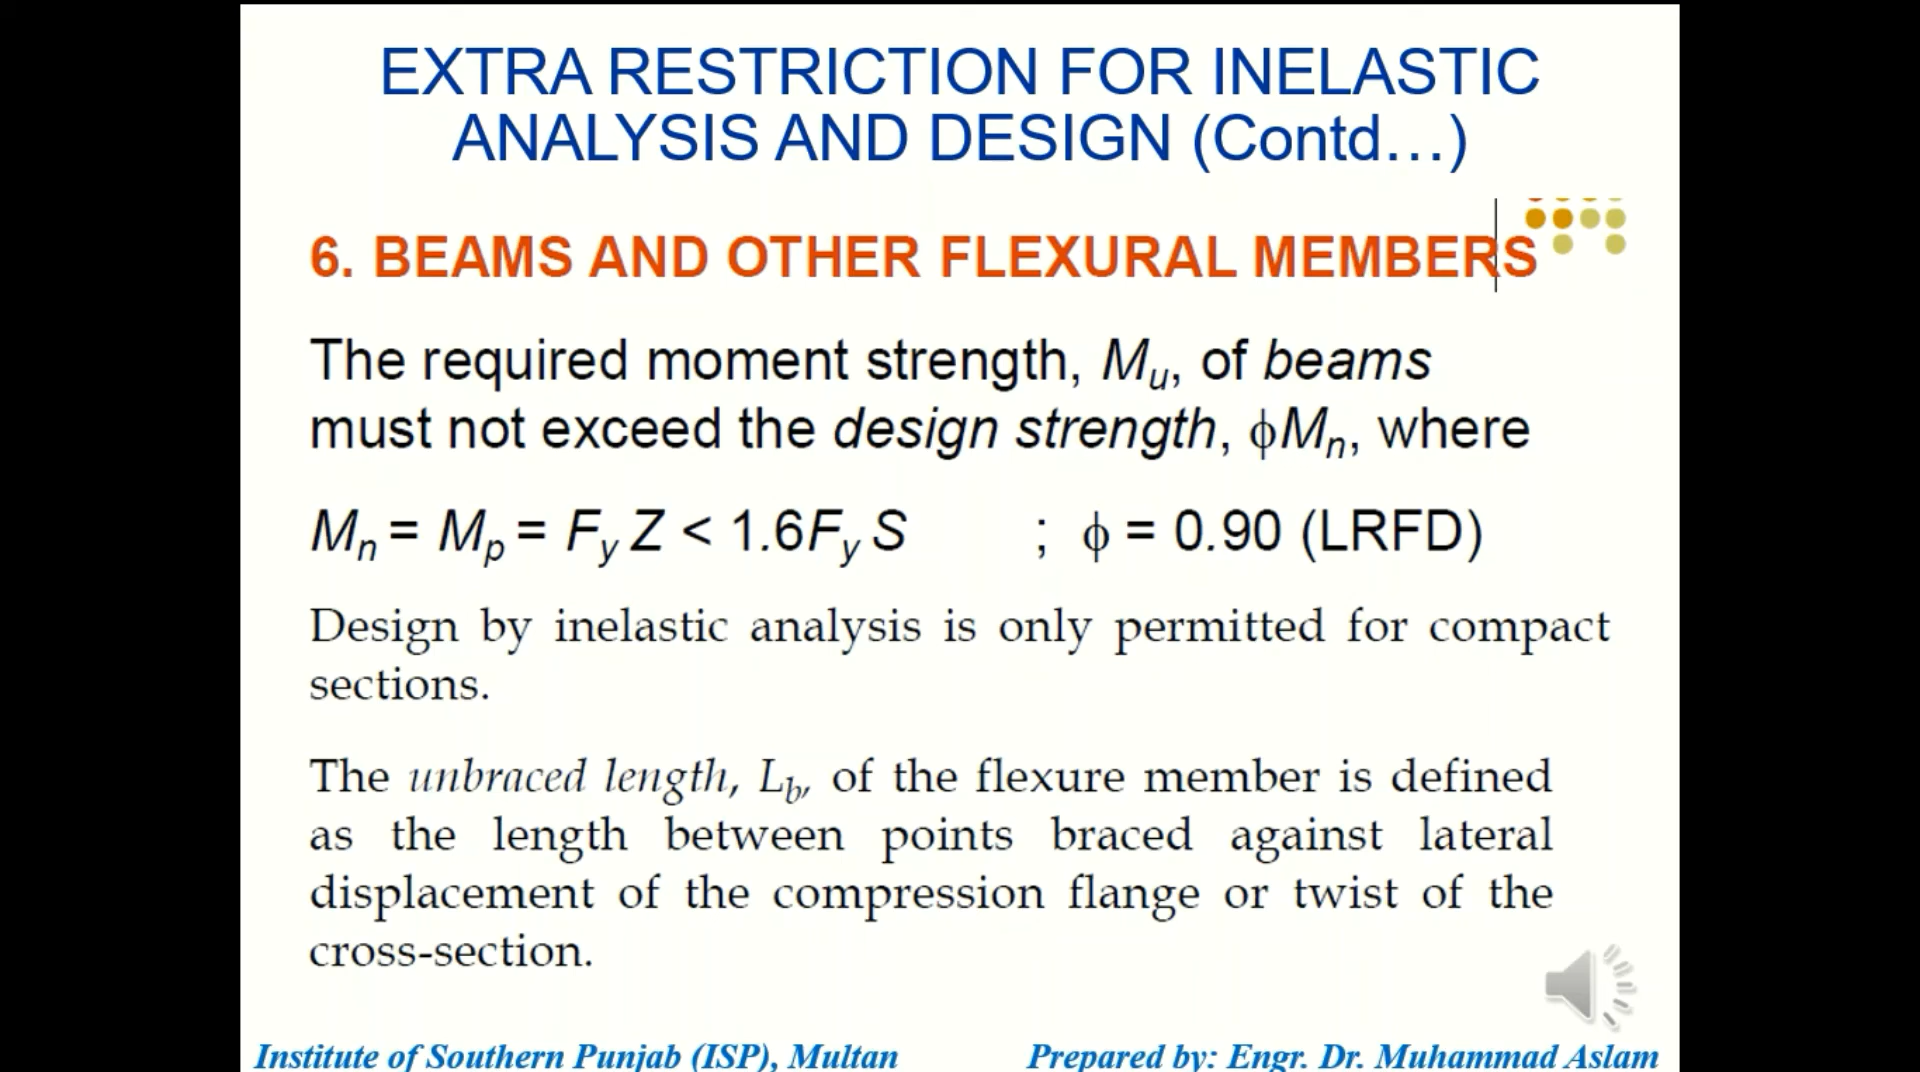 EXTRA RESTRICTION FOR INELASTIC
ANALYSIS AND DESIGN (Contd…)
6. BEAMS AND OTHER FLEXURAL MEMBERS
The required moment strength, Mu, of beams
must not exceed the design strength, ϕMn, where
Mn = Mp = Fy Z < 1.6Fy S ; ϕ = 0.90 (LRFD)
Design by inelastic analysis is only permitted for compact
sections.
The unbraced length, Lb, of the flexure member is defined
as the length between points braced against lateral
displacement of the compression flange or twist of the
cross-section.
Institute of Southern Punjab (ISP), Multan Prepared by: Engr. Dr. Muhammad Aslam